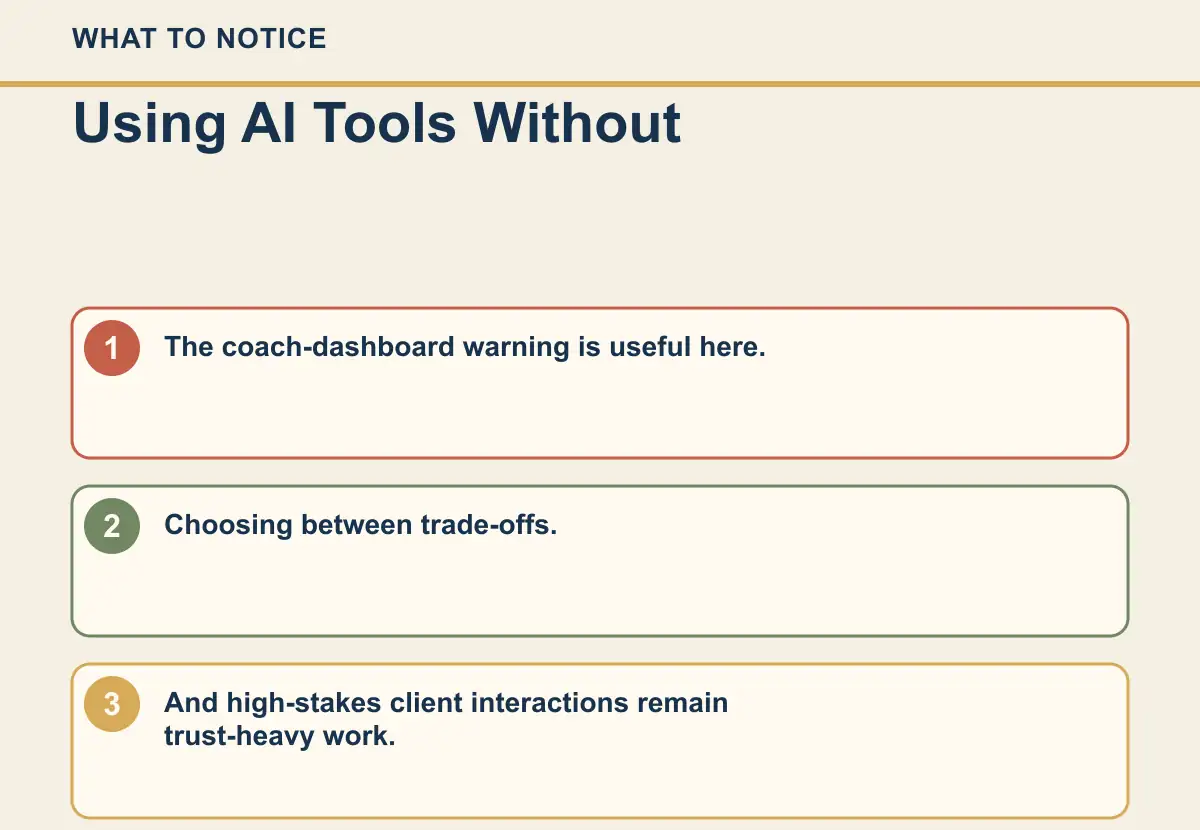 WHAT TO NOTICE
Using AI Tools Without
1
The coach-dashboard warning is useful here.
2
Choosing between trade-offs.
3
And high-stakes client interactions remain
trust-heavy work.